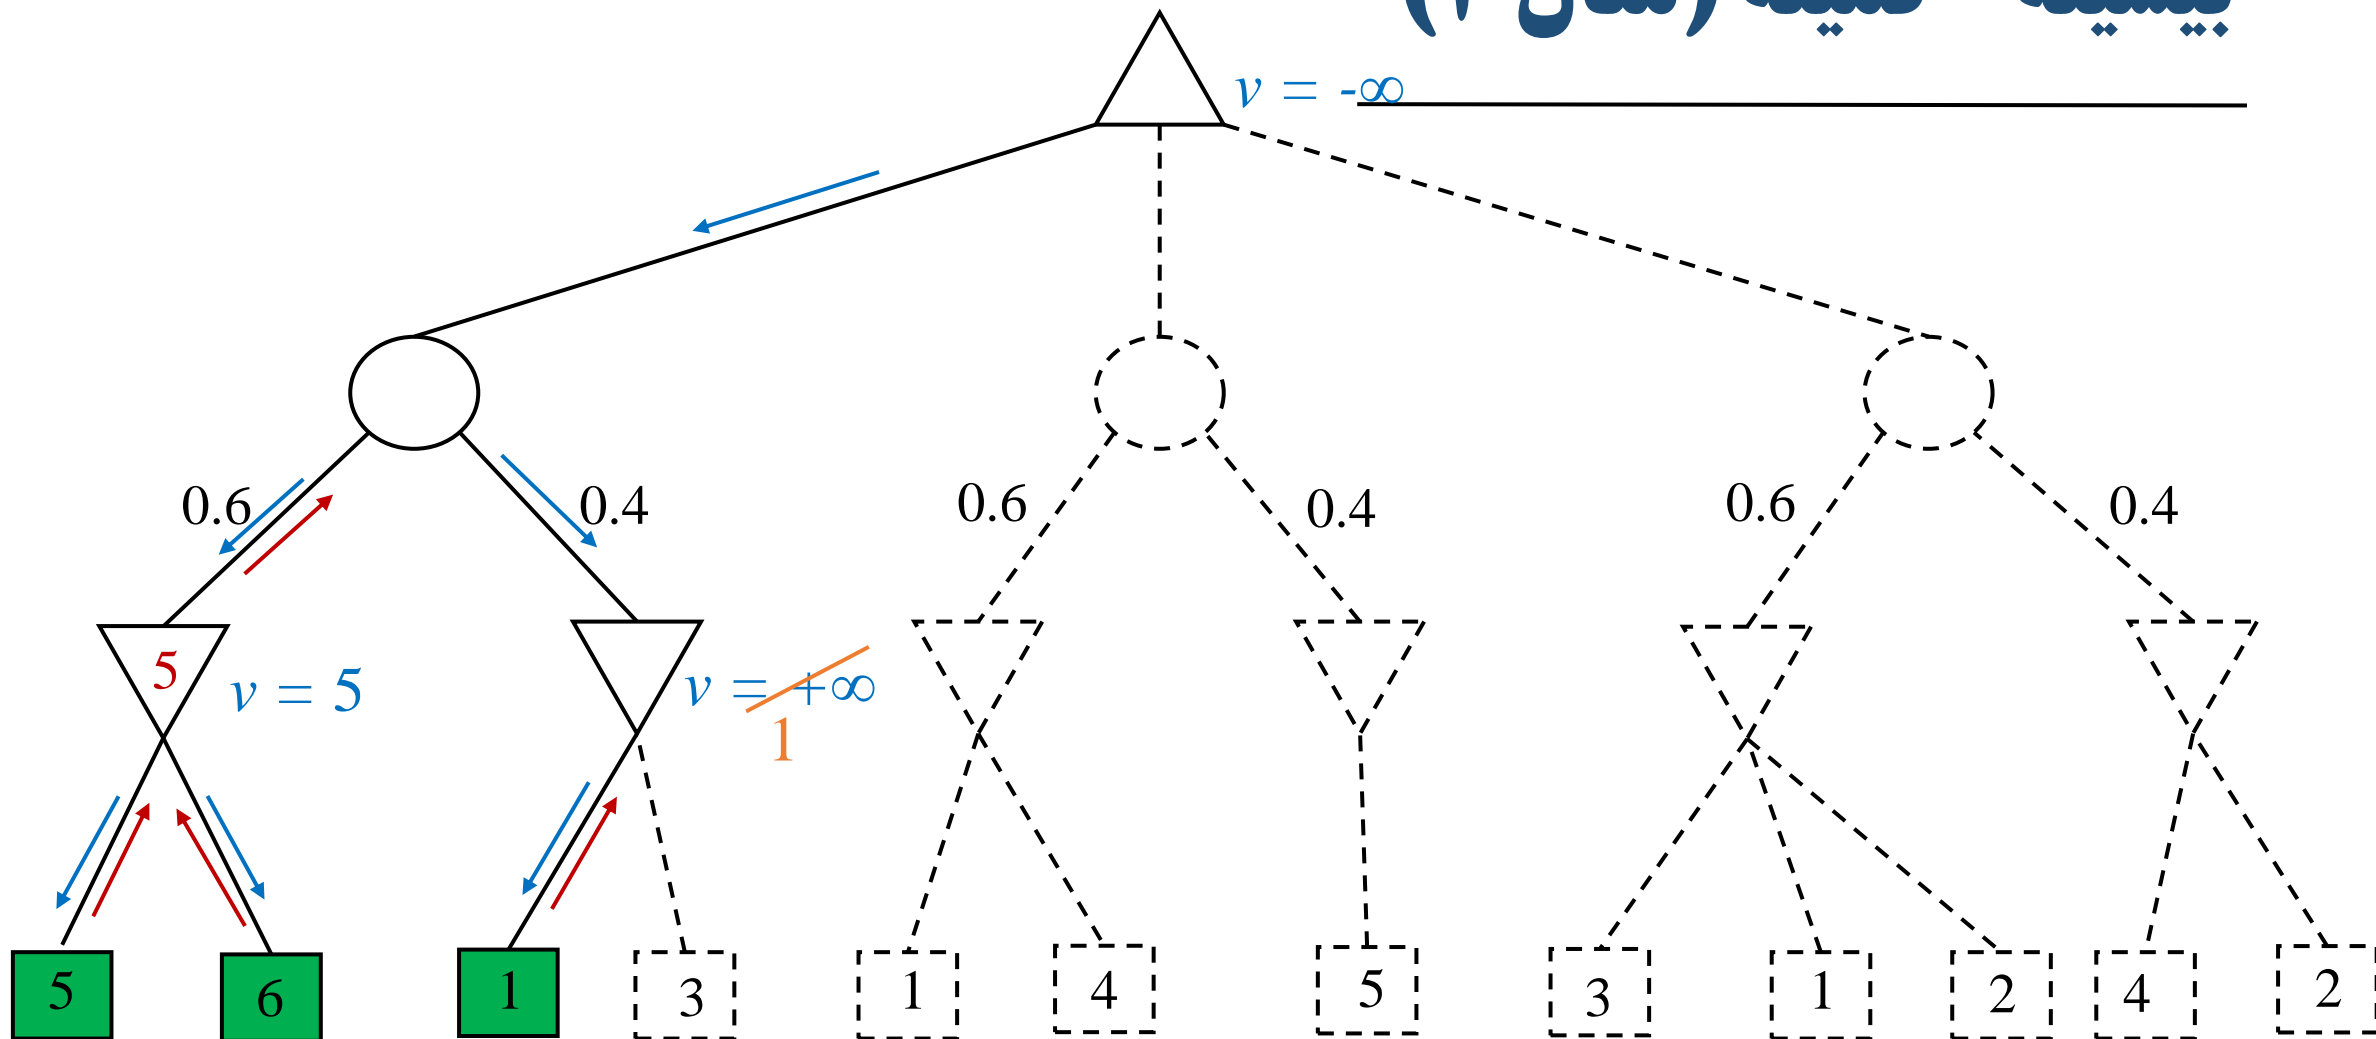 v = -∞
0.6 0.4 0.6 0.4 0.6 0.4
5 v = 5 v = +∞
1
5 6 1 3 1 4 5 3 1 2 4 2